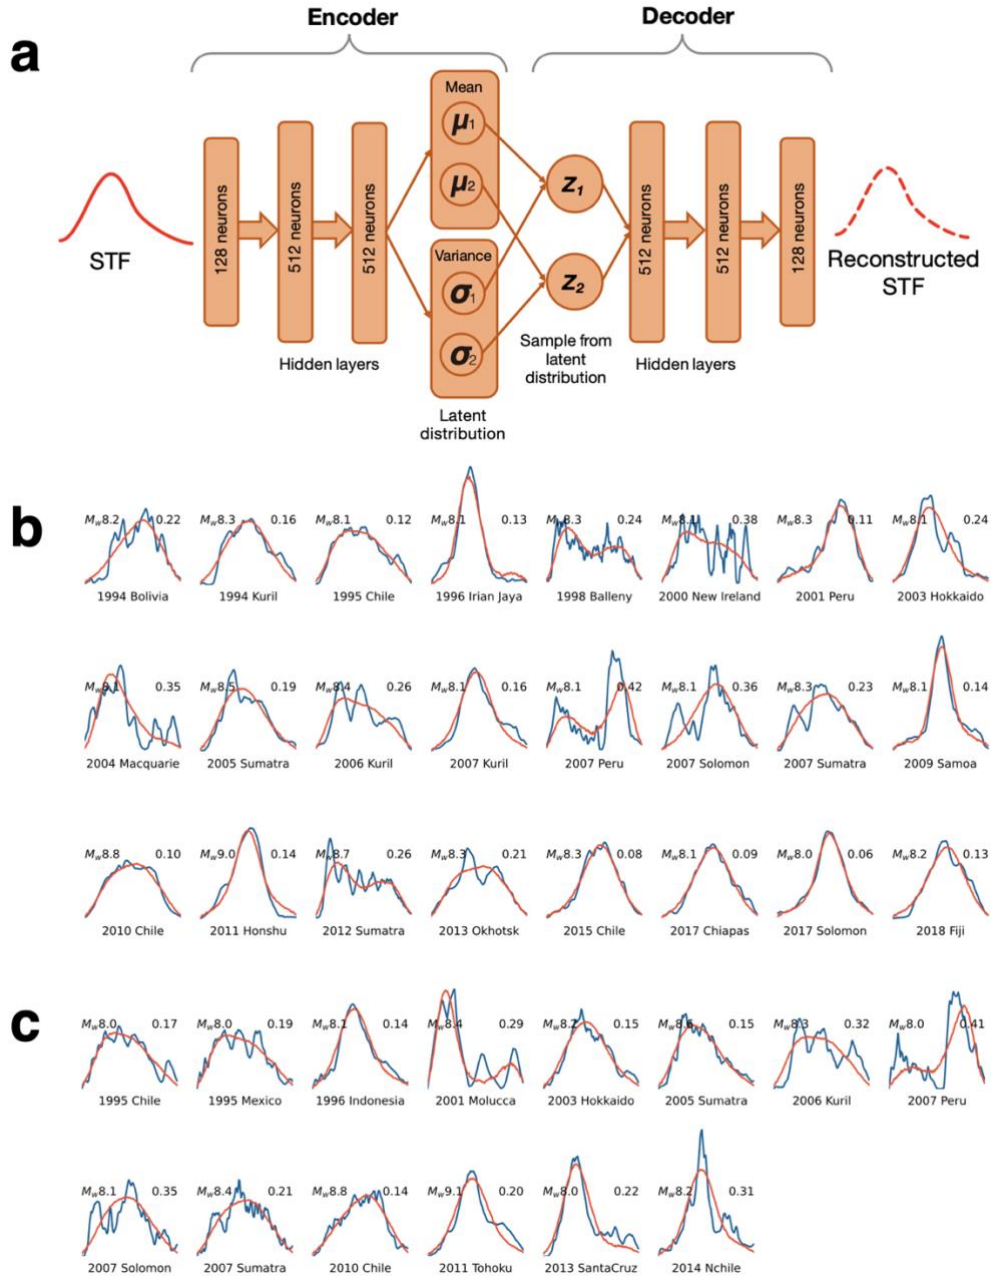 a
Encoder
Decoder
STF
128 neurons
512 neurons
512 neurons
Hidden layers
Mean
μ1
μ2
Variance
σ1
σ2
Latent
distribution
z1
z2
Sample from
latent
distribution
512 neurons
512 neurons
128 neurons
Hidden layers
Reconstructed
STF
b
Mw8.2 0.22 Mw8.3 0.16 Mw8.1 0.12 Mw8.1 0.13 Mw8.3 0.24 Mw8.1 0.38 Mw8.3 0.11 Mw8.1 0.24
1994 Bolivia 1994 Kuril 1995 Chile 1996 Irian Jaya 1998 Balleny 2000 New Ireland 2001 Peru 2003 Hokkaido
Mw8.1 0.35 Mw8.5 0.19 Mw8.4 0.26 Mw8.1 0.16 Mw8.1 0.42 Mw8.1 0.36 Mw8.3 0.23 Mw8.1 0.14
2004 Macquarie 2005 Sumatra 2006 Kuril 2007 Kuril 2007 Peru 2007 Solomon 2007 Sumatra 2009 Samoa
Mw8.8 0.10 Mw9.0 0.14 Mw8.7 0.26 Mw8.3 0.21 Mw8.3 0.08 Mw8.1 0.09 Mw8.0 0.06 Mw8.2 0.13
2010 Chile 2011 Honshu 2012 Sumatra 2013 Okhotsk 2015 Chile 2017 Chiapas 2017 Solomon 2018 Fiji
c
Mw8.0 0.17 Mw8.0 0.19 Mw8.1 0.14 Mw8.4 0.29 Mw8.2 0.15 Mw8.6 0.15 Mw8.3 0.32 Mw8.0 0.41
1995 Chile 1995 Mexico 1996 Indonesia 2001 Molucca 2003 Hokkaido 2005 Sumatra 2006 Kuril 2007 Peru
Mw8.1 0.35 Mw8.4 0.21 Mw8.8 0.14 Mw9.1 0.20 Mw8.0 0.22 Mw8.2 0.31
2007 Solomon 2007 Sumatra 2010 Chile 2011 Tohoku 2013 SantaCruz 2014 Nchile